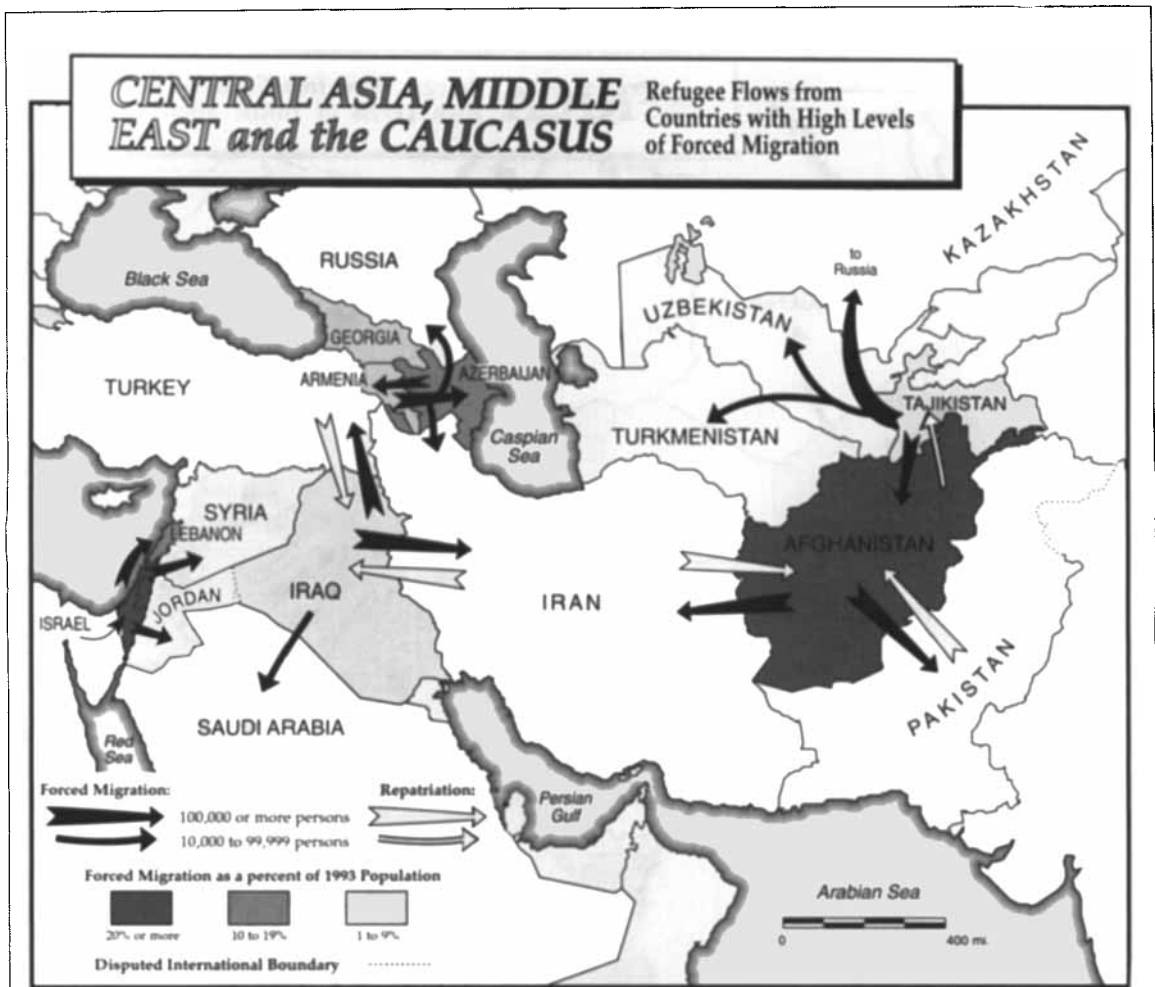 CENTRAL ASIA, MIDDLE
EAST and the CAUCASUS
Refugee Flows from
Countries with High Levels
of Forced Migration
KAZAKHSTAN
to
Russia
RUSSIA
Black Sea
UZBEKISTAN
GEORGIA
ARMENIA
AZERBAIJAN
TURKEY
TAJIKISTAN
Caspian
Sea
TURKMENISTAN
SYRIA
LEBANON
AFGHANISTAN
IRAQ
JORDAN
IRAN
ISRAEL
PAKISTAN
SAUDI ARABIA
Red
Sea
Persian
Gulf
Forced Migration:
Repatriation:
100,000 or more persons
10,000 to 99,999 persons
Forced Migration as a percent of 1993 Population
20% or more
10 to 19%
1 to 9%
Disputed International Boundary
Arabian Sea
0
400 mi.